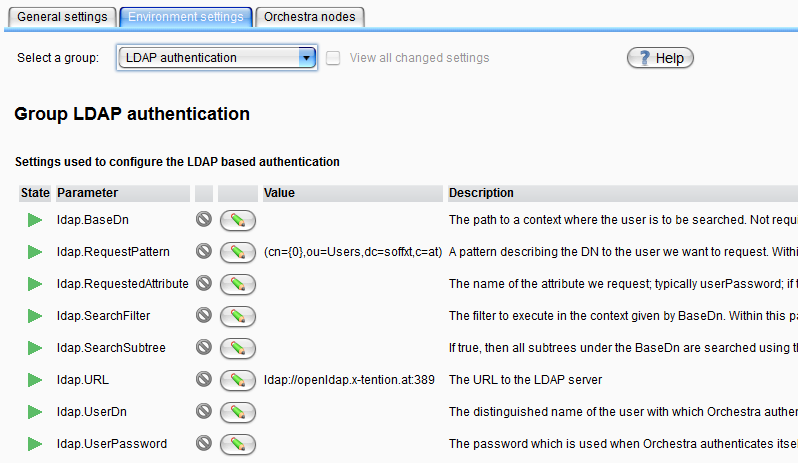 General settings Environment settings Orchestra nodes
Select a group: LDAP authentication View all changed settings ? Help
Group LDAP authentication
Settings used to configure the LDAP based authentication
State Parameter Value Description
ldap.BaseDn The path to a context where the user is to be searched. Not requi
ldap.RequestPattern (cn={0},ou=Users,dc=soffxt,c=at) A pattern describing the DN to the user we want to request. Withi
ldap.RequestedAttribute The name of the attribute we request; typically userPassword; if t
ldap.SearchFilter The filter to execute in the context given by BaseDn. Within this pa
ldap.SearchSubtree If true, then all subtrees under the BaseDn are searched using th
ldap.URL ldap://openldap.x-tention.at:389 The URL to the LDAP server
ldap.UserDn The distinguished name of the user with which Orchestra authen
ldap.UserPassword The password which is used when Orchestra authenticates itse